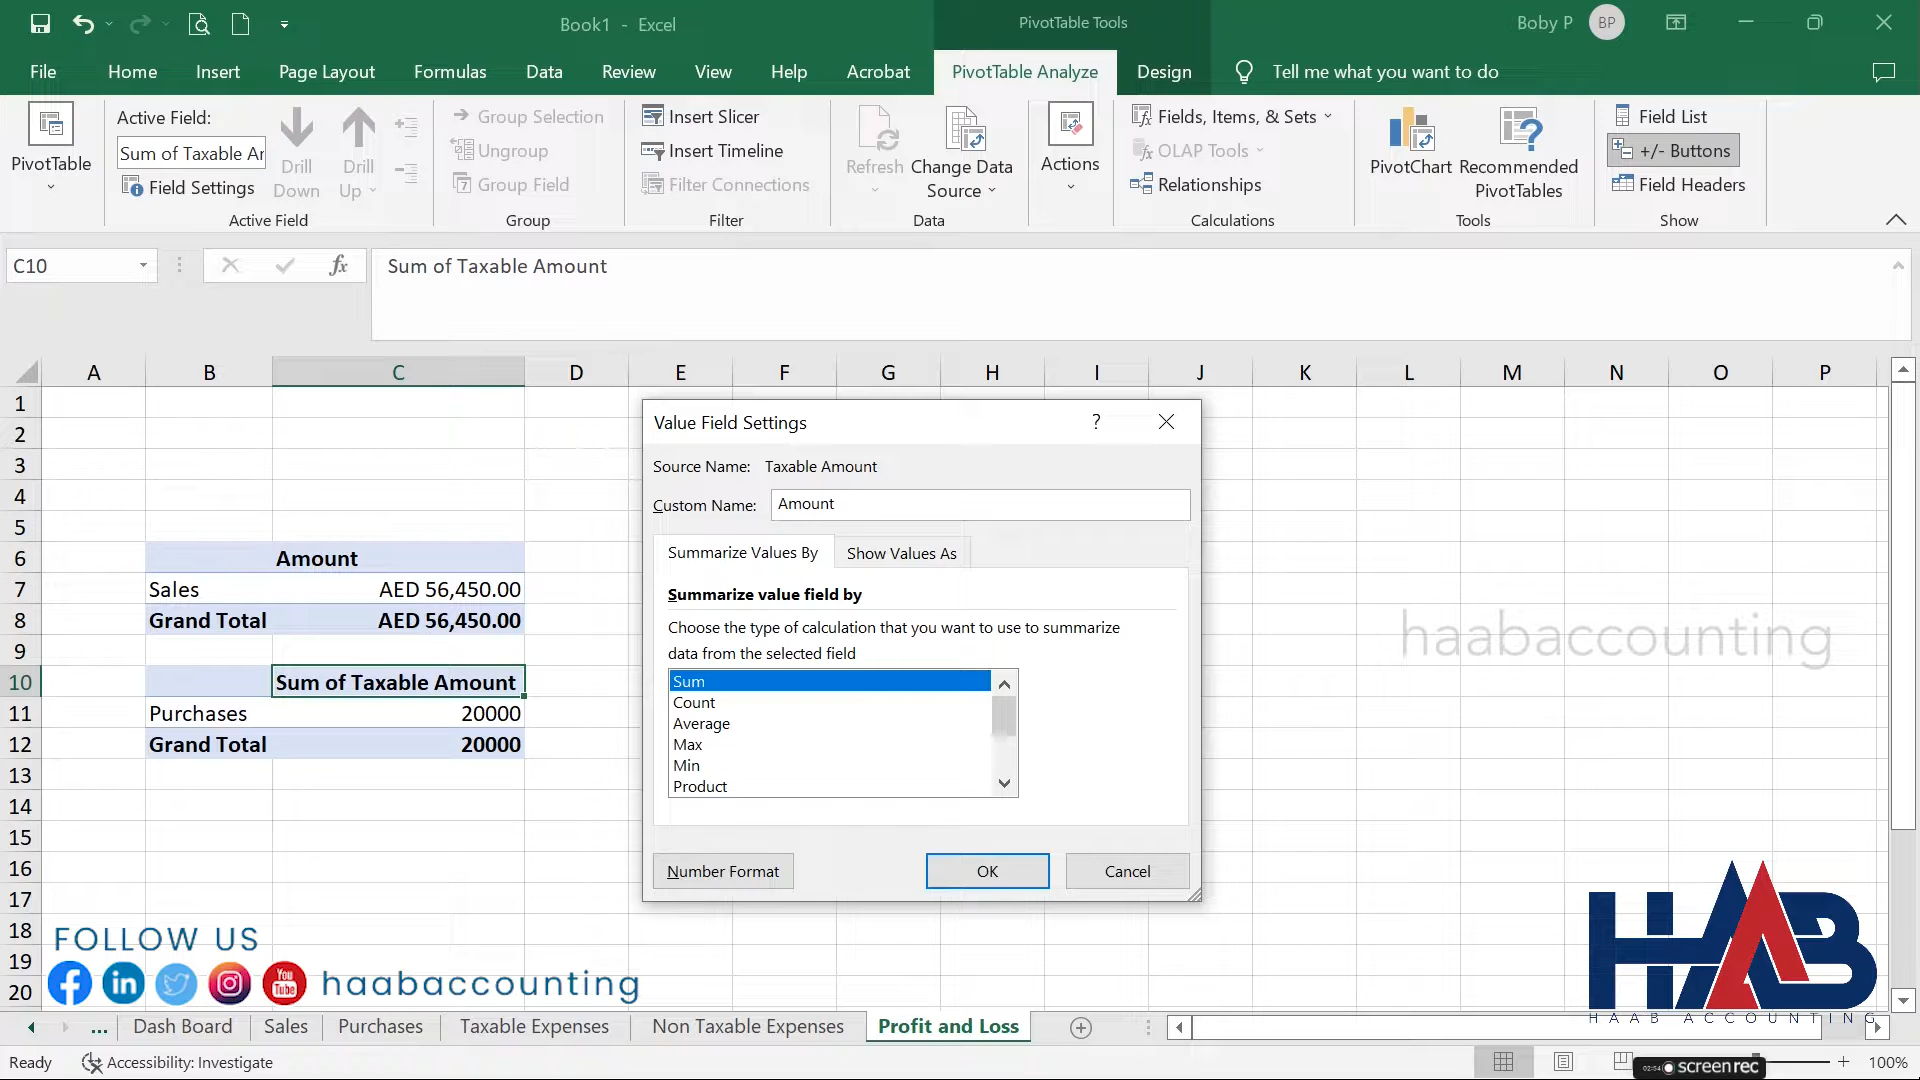 Book1 - Excel
PivotTable Tools
Boby P
BP
File
Home
Insert
Page Layout
Formulas
Data
Review
View
Help
Acrobat
PivotTable Analyze
Design
Tell me what you want to do
PivotTable
Active Field:
Sum of Taxable Ar
Field Settings
Drill
Down
Drill
Up
Active Field
Group Selection
Ungroup
Group Field
Group
Insert Slicer
Insert Timeline
Filter Connections
Filter
Refresh
Change Data
Source
Data
Actions
Fields, Items, & Sets
OLAP Tools
Relationships
Calculations
PivotChart
Recommended
PivotTables
Tools
Field List
+/- Buttons
Field Headers
Show
C10
fx
Sum of Taxable Amount
A B C D E F G H I J K L M N O P
1
2
3
4
5
6 Amount
7 Sales AED 56,450.00
8 Grand Total AED 56,450.00
9
10 Sum of Taxable Amount
11 Purchases 20000
12 Grand Total 20000
13
14
15
16
17
18
19
20
Value Field Settings
?
Source Name: Taxable Amount
Custom Name: Amount
Summarize Values By
Show Values As
Summarize value field by
Choose the type of calculation that you want to use to summarize
data from the selected field
Sum
Count
Average
Max
Min
Product
Number Format
OK
Cancel
haabaccounting
FOLLOW US
in
You
Tube
haabaccounting
HAAB
HAAB ACCOUNTING
...
Dash Board
Sales
Purchases
Taxable Expenses
Non Taxable Expenses
Profit and Loss
Ready
Accessibility: Investigate
02:54
screenrec
100%